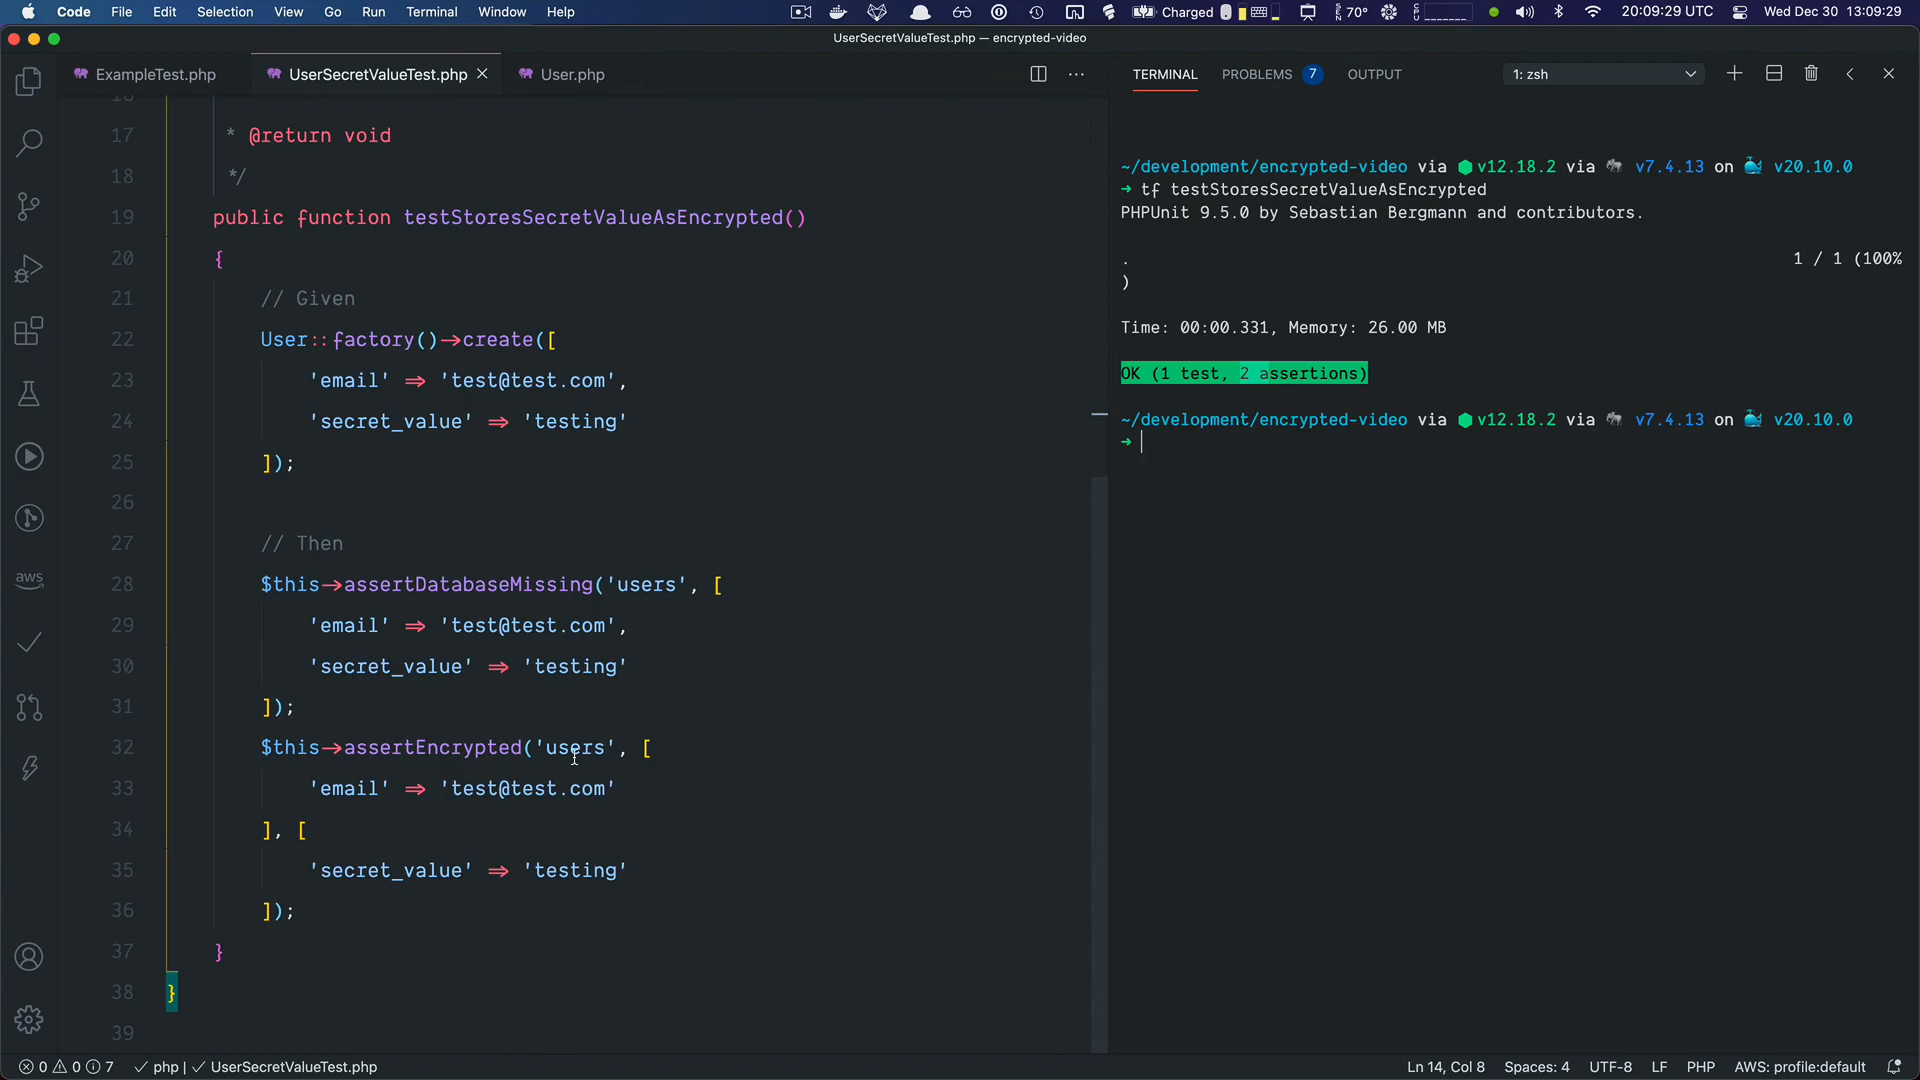 Code File Edit Selection View Go Run Terminal Window Help Charged 70° 20:09:29 UTC Wed Dec 30 13:09:29
UserSecretValueTest.php — encrypted-video
ExampleTest.php UserSecretValueTest.php User.php
TERMINAL PROBLEMS 7 OUTPUT 1: zsh
16
17 * @return void
18 */
19 public function testStoresSecretValueAsEncrypted()
20 {
21 // Given
22 User::factory()->create([
23 'email' => 'test@test.com',
24 'secret_value' => 'testing'
25 ]);
26
27 // Then
28 $this->assertDatabaseMissing('users', [
29 'email' => 'test@test.com',
30 'secret_value' => 'testing'
31 ]);
32 $this->assertEncrypted('users', [
33 'email' => 'test@test.com'
34 ], [
35 'secret_value' => 'testing'
36 ]);
37 }
38 }
39
~/development/encrypted-video via v12.18.2 via v7.4.13 on v20.10.0
➜ tf testStoresSecretValueAsEncrypted
PHPUnit 9.5.0 by Sebastian Bergmann and contributors.
. 1 / 1 (100%
)
Time: 00:00.331, Memory: 26.00 MB
OK (1 test, 2 assertions)
~/development/encrypted-video via v12.18.2 via v7.4.13 on v20.10.0
➜
aws
0 0 7 php | UserSecretValueTest.php Ln 14, Col 8 Spaces: 4 UTF-8 LF PHP AWS: profile:default